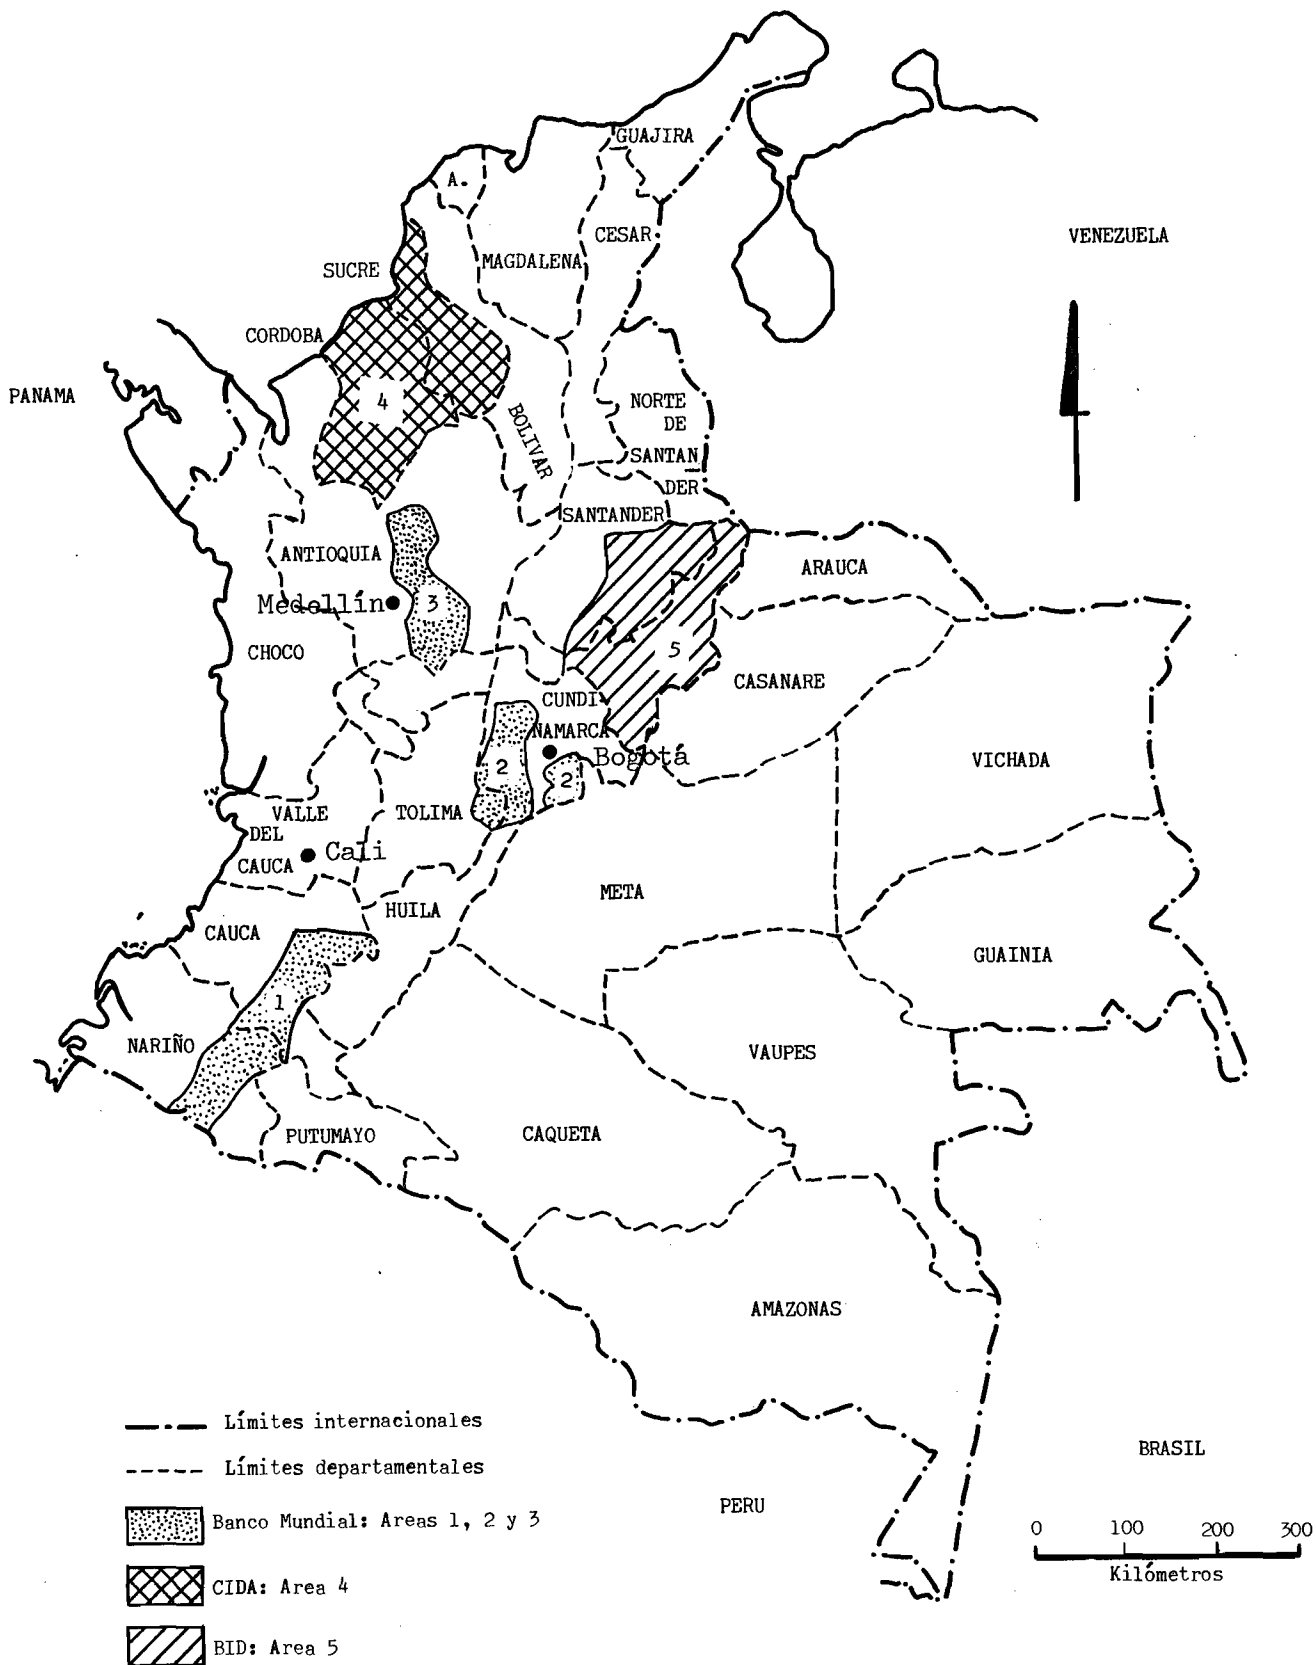 GUAJIRA
A.
CESAR
VENEZUELA
MAGDALENA
SUCRE
CORDOBA
PANAMA
4
BOLIVAR
NORTE
DE
SANTAN
DER
SANTANDER
ANTIOQUIA
ARAUCA
Medellín
3
CHOCO
5
CASANARE
CUNDI
NAMARCA
Bogotá
2
2
VICHADA
VALLE
DEL
CAUCA
TOLIMA
Cali
META
HUILA
CAUCA
GUAINIA
1
NARIÑO
VAUPES
PUTUMAYO
CAQUETA
AMAZONAS
Límites internacionales
Límites departamentales
Banco Mundial: Areas 1, 2 y 3
CIDA: Area 4
BID: Area 5
PERU
BRASIL
0 100 200 300
Kilómetros